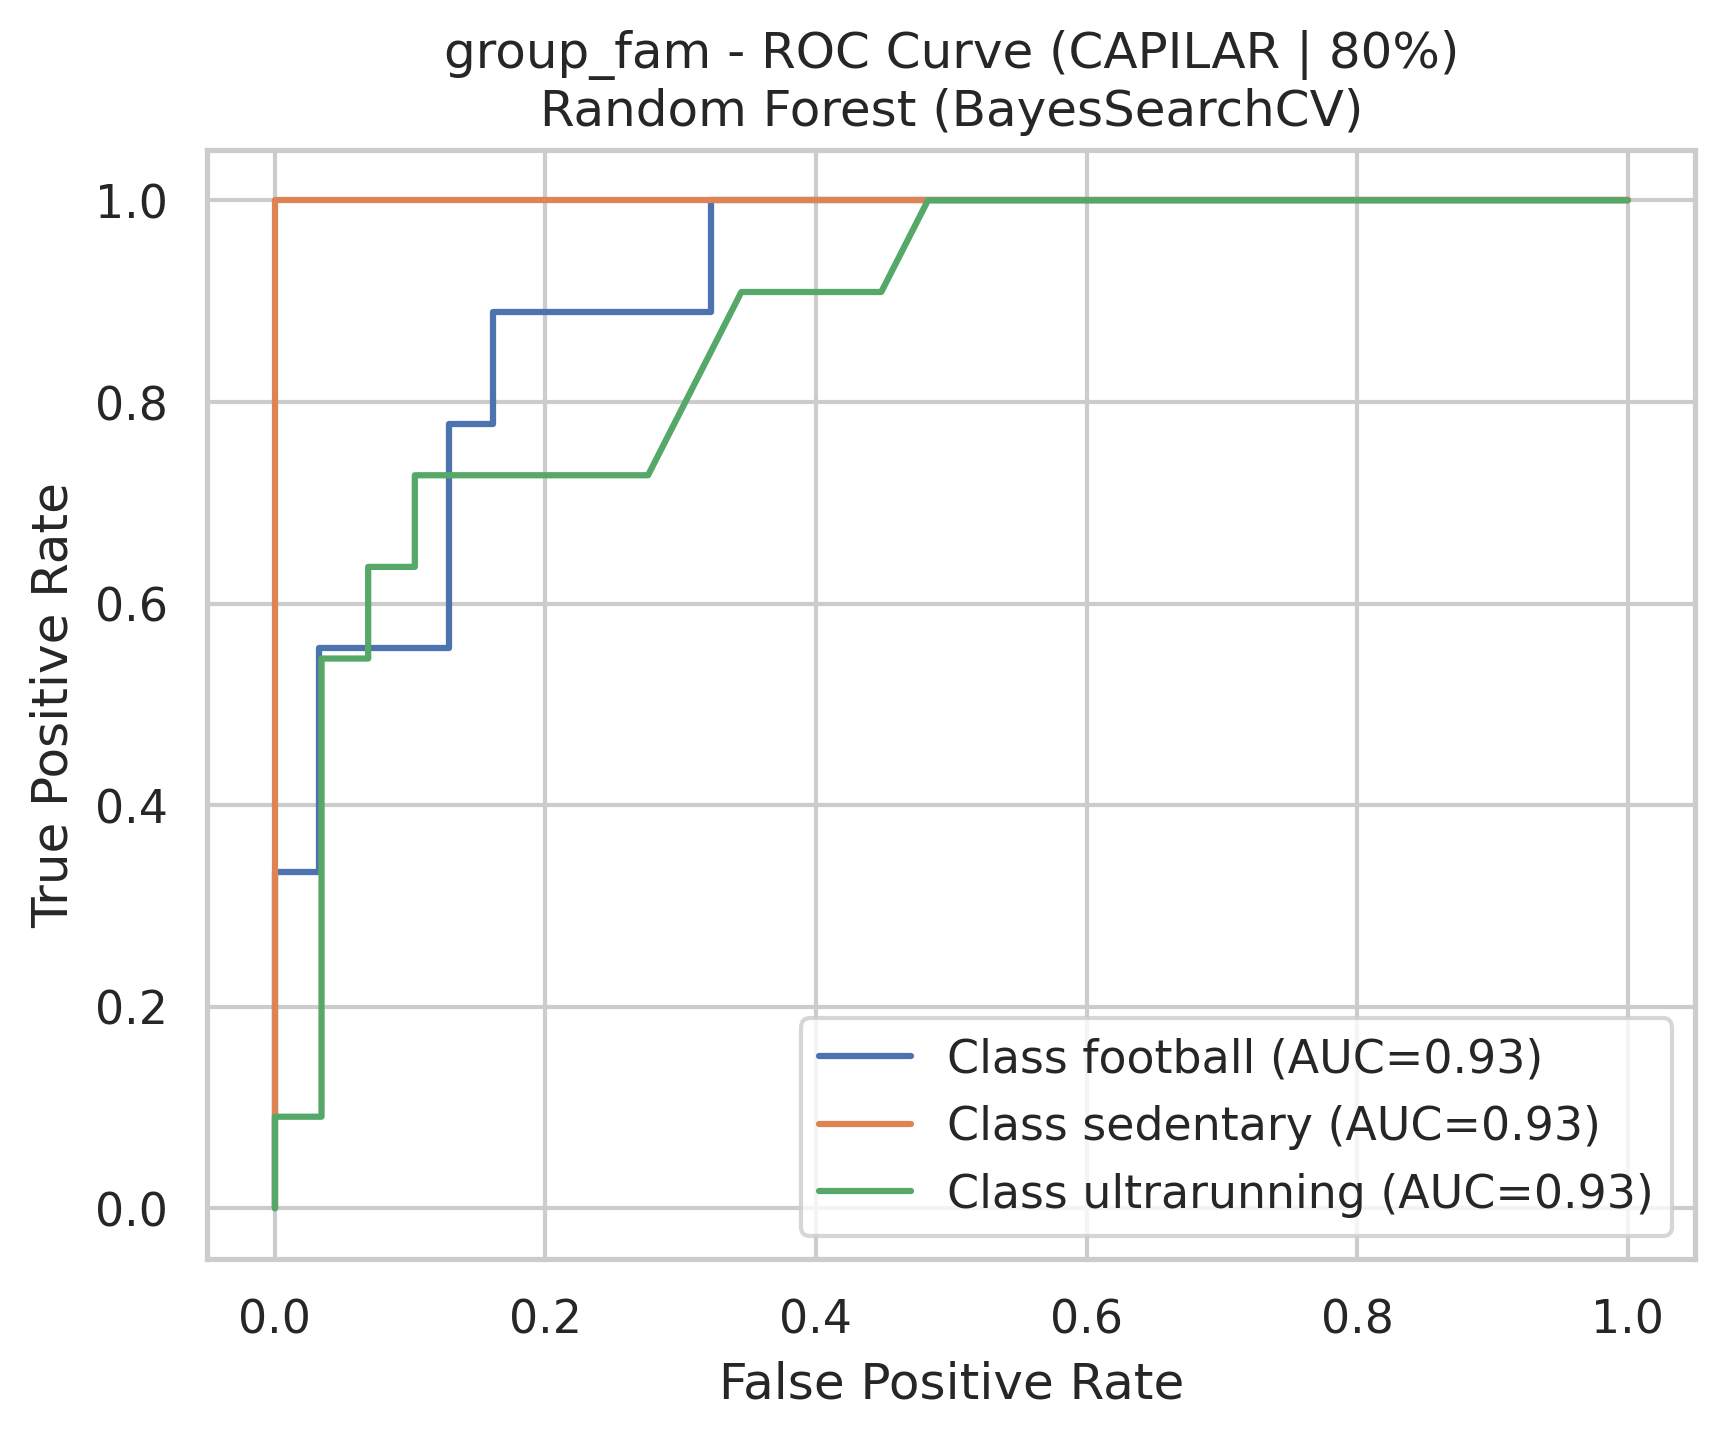 group_fam - ROC Curve (CAPILAR | 80%)
Random Forest (BayesSearchCV)
True Positive Rate
1.0
0.8
0.6
0.4
0.2
0.0
Class football (AUC=0.93)
Class sedentary (AUC=0.93)
Class ultrarunning (AUC=0.93)
0.0 0.2 0.4 0.6 0.8 1.0
False Positive Rate